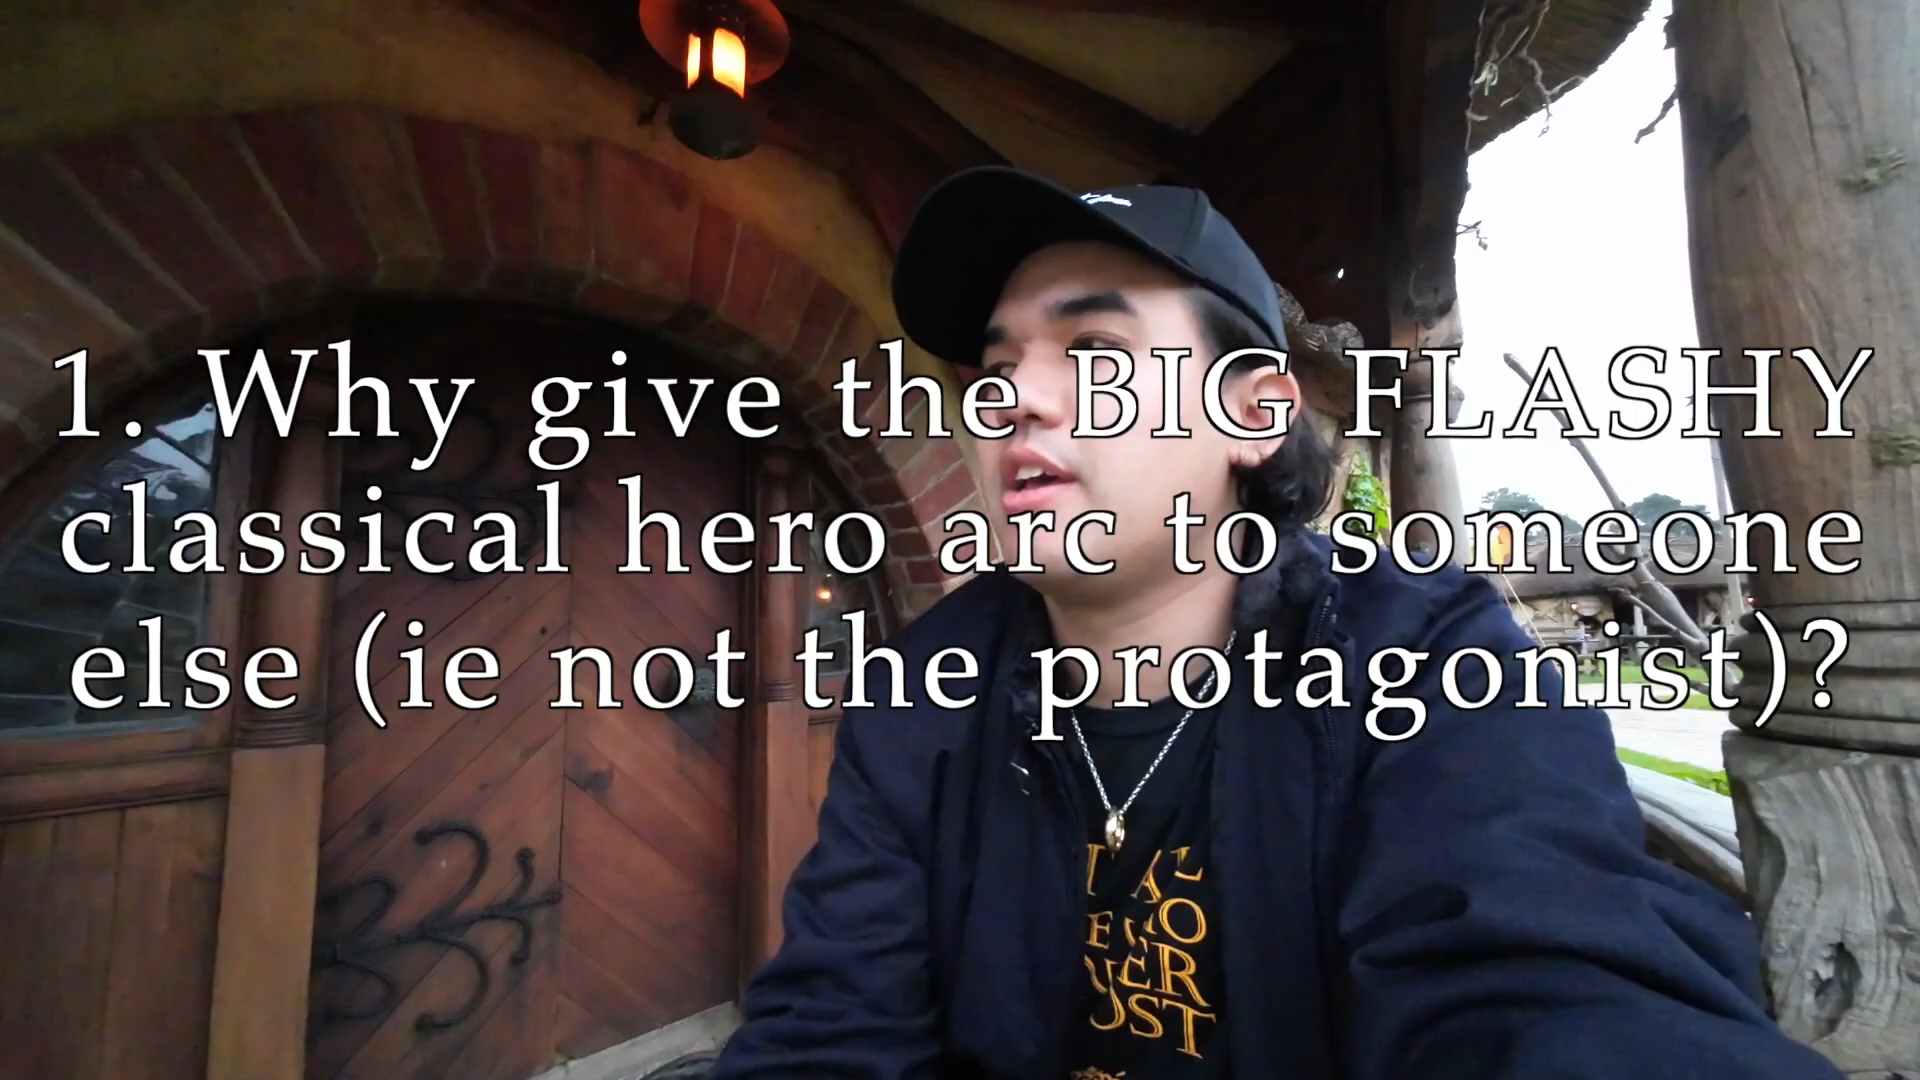 1. Why give the BIG FLASHY
classical hero arc to someone
else (ie not the protagonist)?